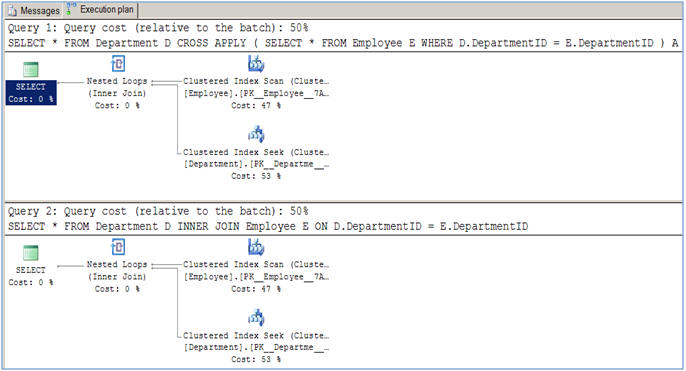 Messages Execution plan
Query 1: Query cost (relative to the batch): 50%
SELECT * FROM Department D CROSS APPLY ( SELECT * FROM Employee E WHERE D.DepartmentID = E.DepartmentID ) A
SELECT
Cost: 0 %
Nested Loops
(Inner Join)
Cost: 0 %
Clustered Index Scan (Cluste…
[Employee].[PK__Employee__7A…
Cost: 47 %
Clustered Index Seek (Cluste…
[Department].[PK__Departme__…
Cost: 53 %
Query 2: Query cost (relative to the batch): 50%
SELECT * FROM Department D INNER JOIN Employee E ON D.DepartmentID = E.DepartmentID
SELECT
Cost: 0 %
Nested Loops
(Inner Join)
Cost: 0 %
Clustered Index Scan (Cluste…
[Employee].[PK__Employee__7A…
Cost: 47 %
Clustered Index Seek (Cluste…
[Department].[PK__Departme__…
Cost: 53 %